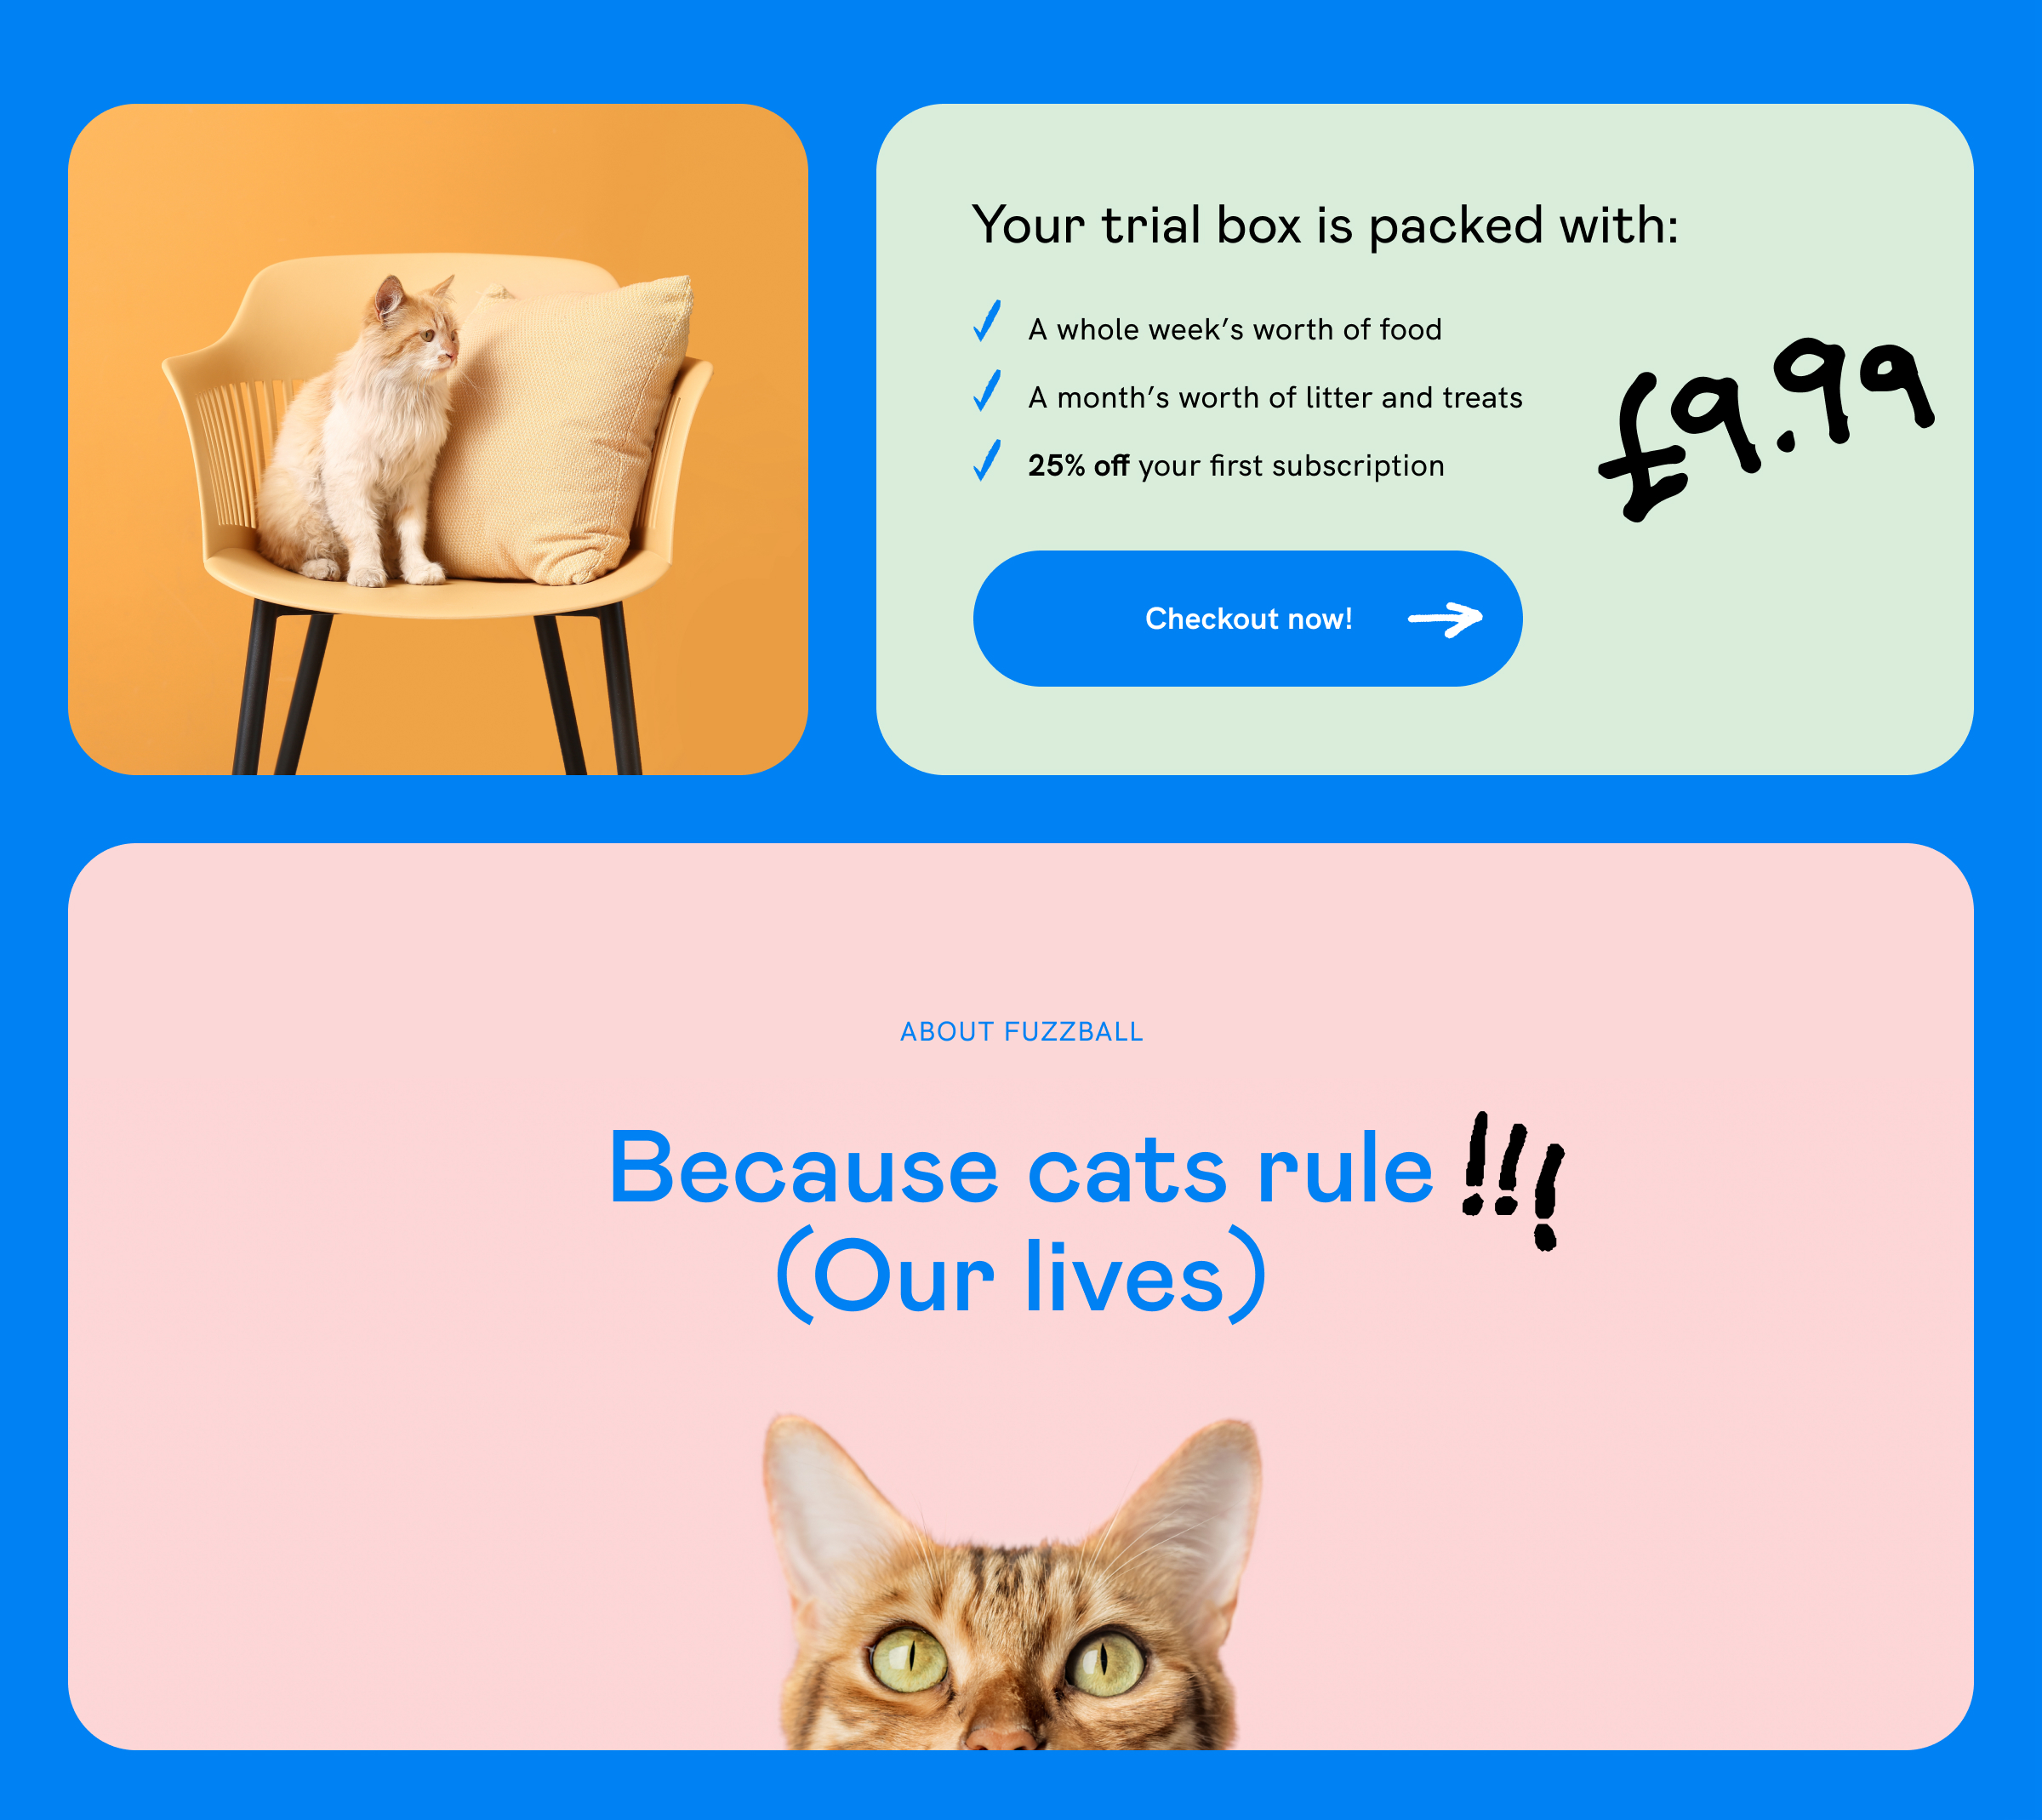 Your trial box is packed with:
A whole week’s worth of food
A month’s worth of litter and treats
25% off your first subscription
£9.99
Checkout now!
ABOUT FUZZBALL
Because cats rule!!!
(Our lives)